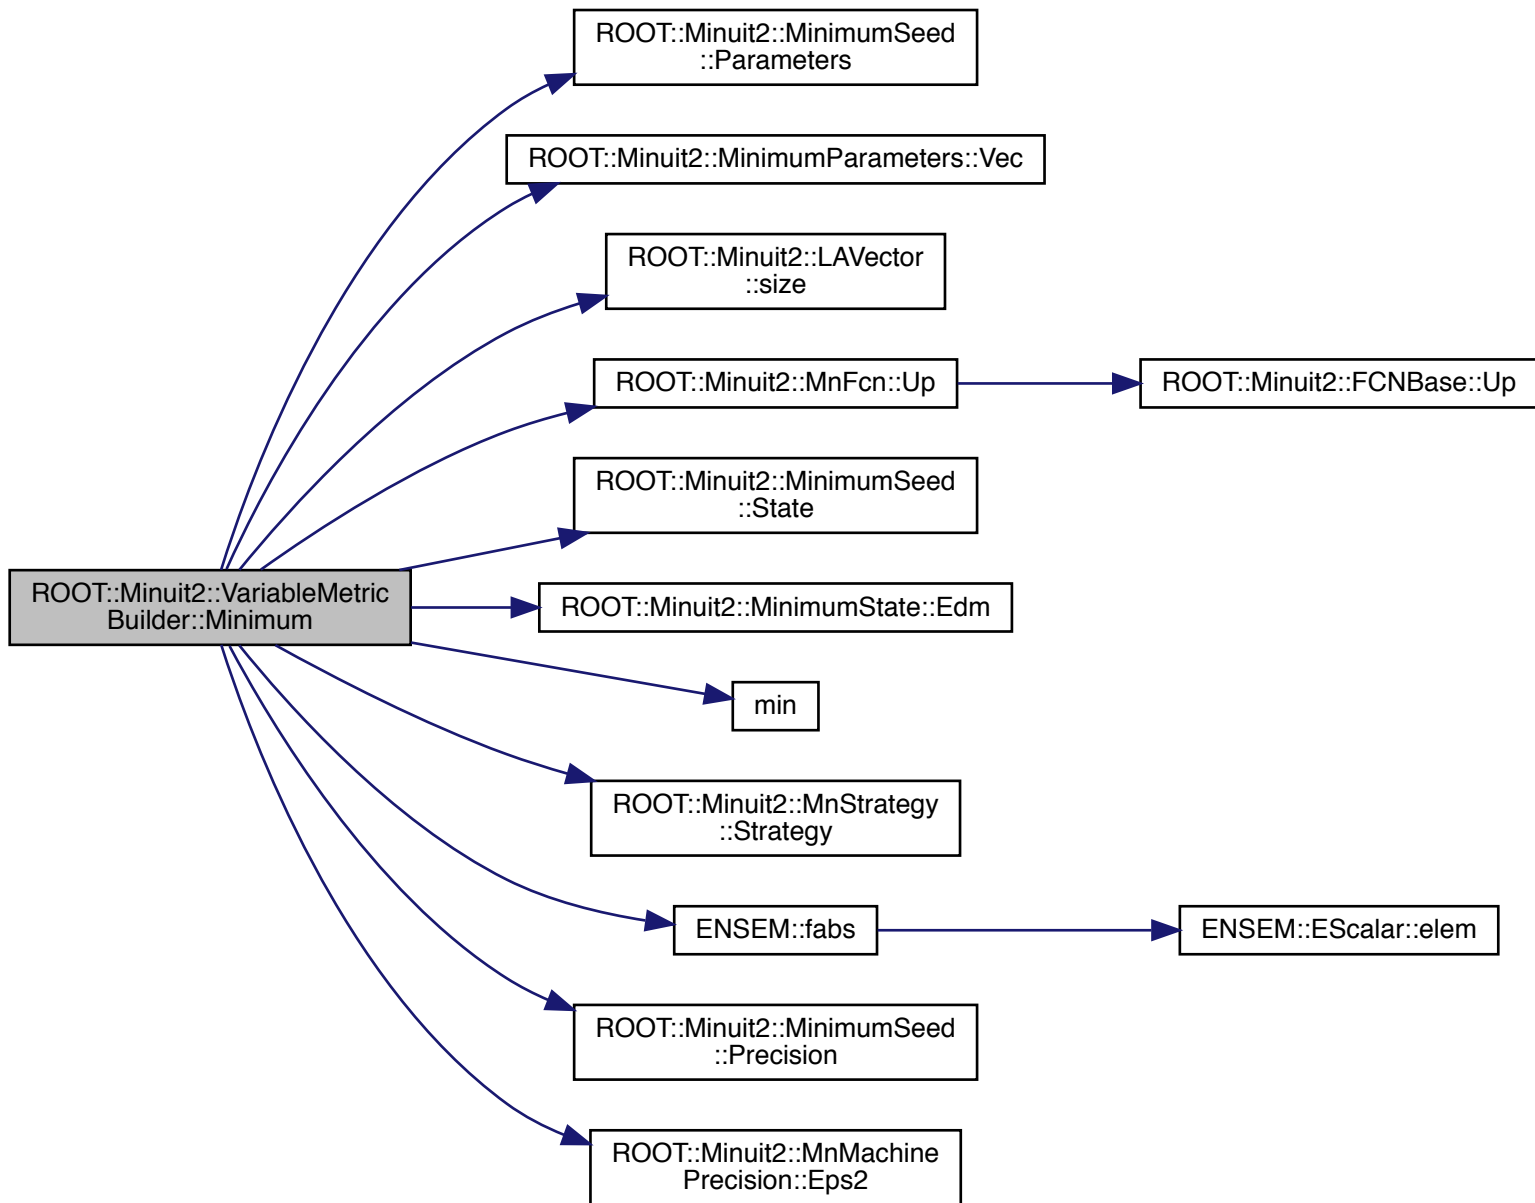 ROOT::Minuit2::MinimumSeed
::Parameters
ROOT::Minuit2::MinimumParameters::Vec
ROOT::Minuit2::LAVector
::size
ROOT::Minuit2::MnFcn::Up
ROOT::Minuit2::FCNBase::Up
ROOT::Minuit2::MinimumSeed
::State
ROOT::Minuit2::VariableMetric
Builder::Minimum
ROOT::Minuit2::MinimumState::Edm
min
ROOT::Minuit2::MnStrategy
::Strategy
ENSEM::fabs
ENSEM::EScalar::elem
ROOT::Minuit2::MinimumSeed
::Precision
ROOT::Minuit2::MnMachine
Precision::Eps2